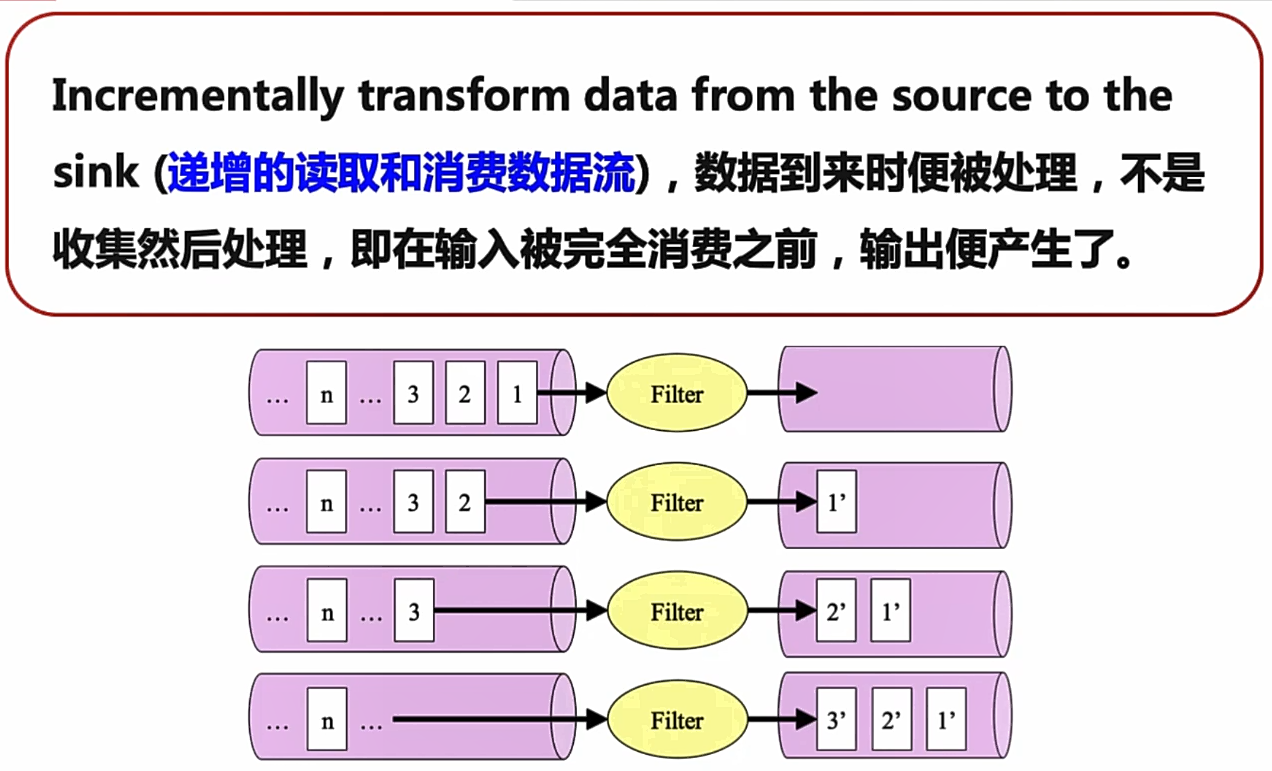 Incrementally transform data from the source to the
sink (递增的读取和消费数据流)，数据到来时便被处理，不是
收集然后处理，即在输入被完全消费之前，输出便产生了。
… n … 3 2 1 Filter
… n … 3 2 Filter 1’
… n … 3 Filter 2’ 1’
… n … Filter 3’ 2’ 1’